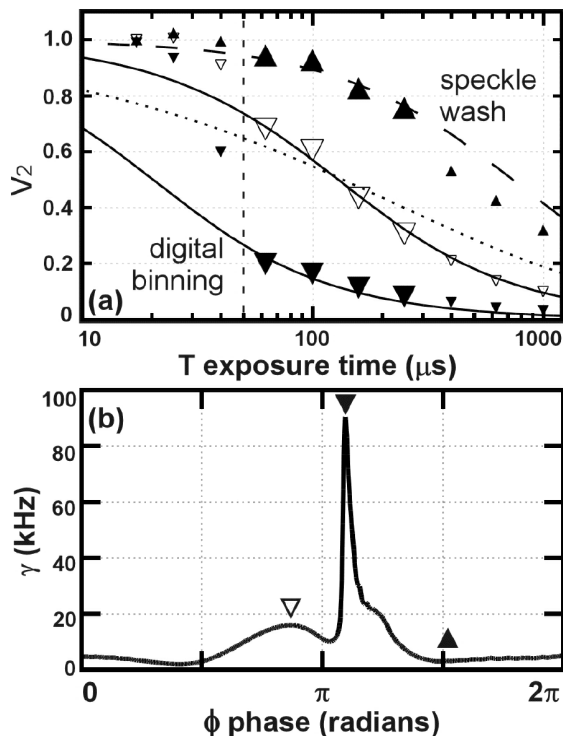 1.0
0.8
0.6
0.4
0.2
0
V2
speckle
wash
digital
binning
(a)
10
100
1000
T exposure time (μs)
(b)
100
80
60
40
20
0
γ (kHz)
0
π
2π
ϕ phase (radians)